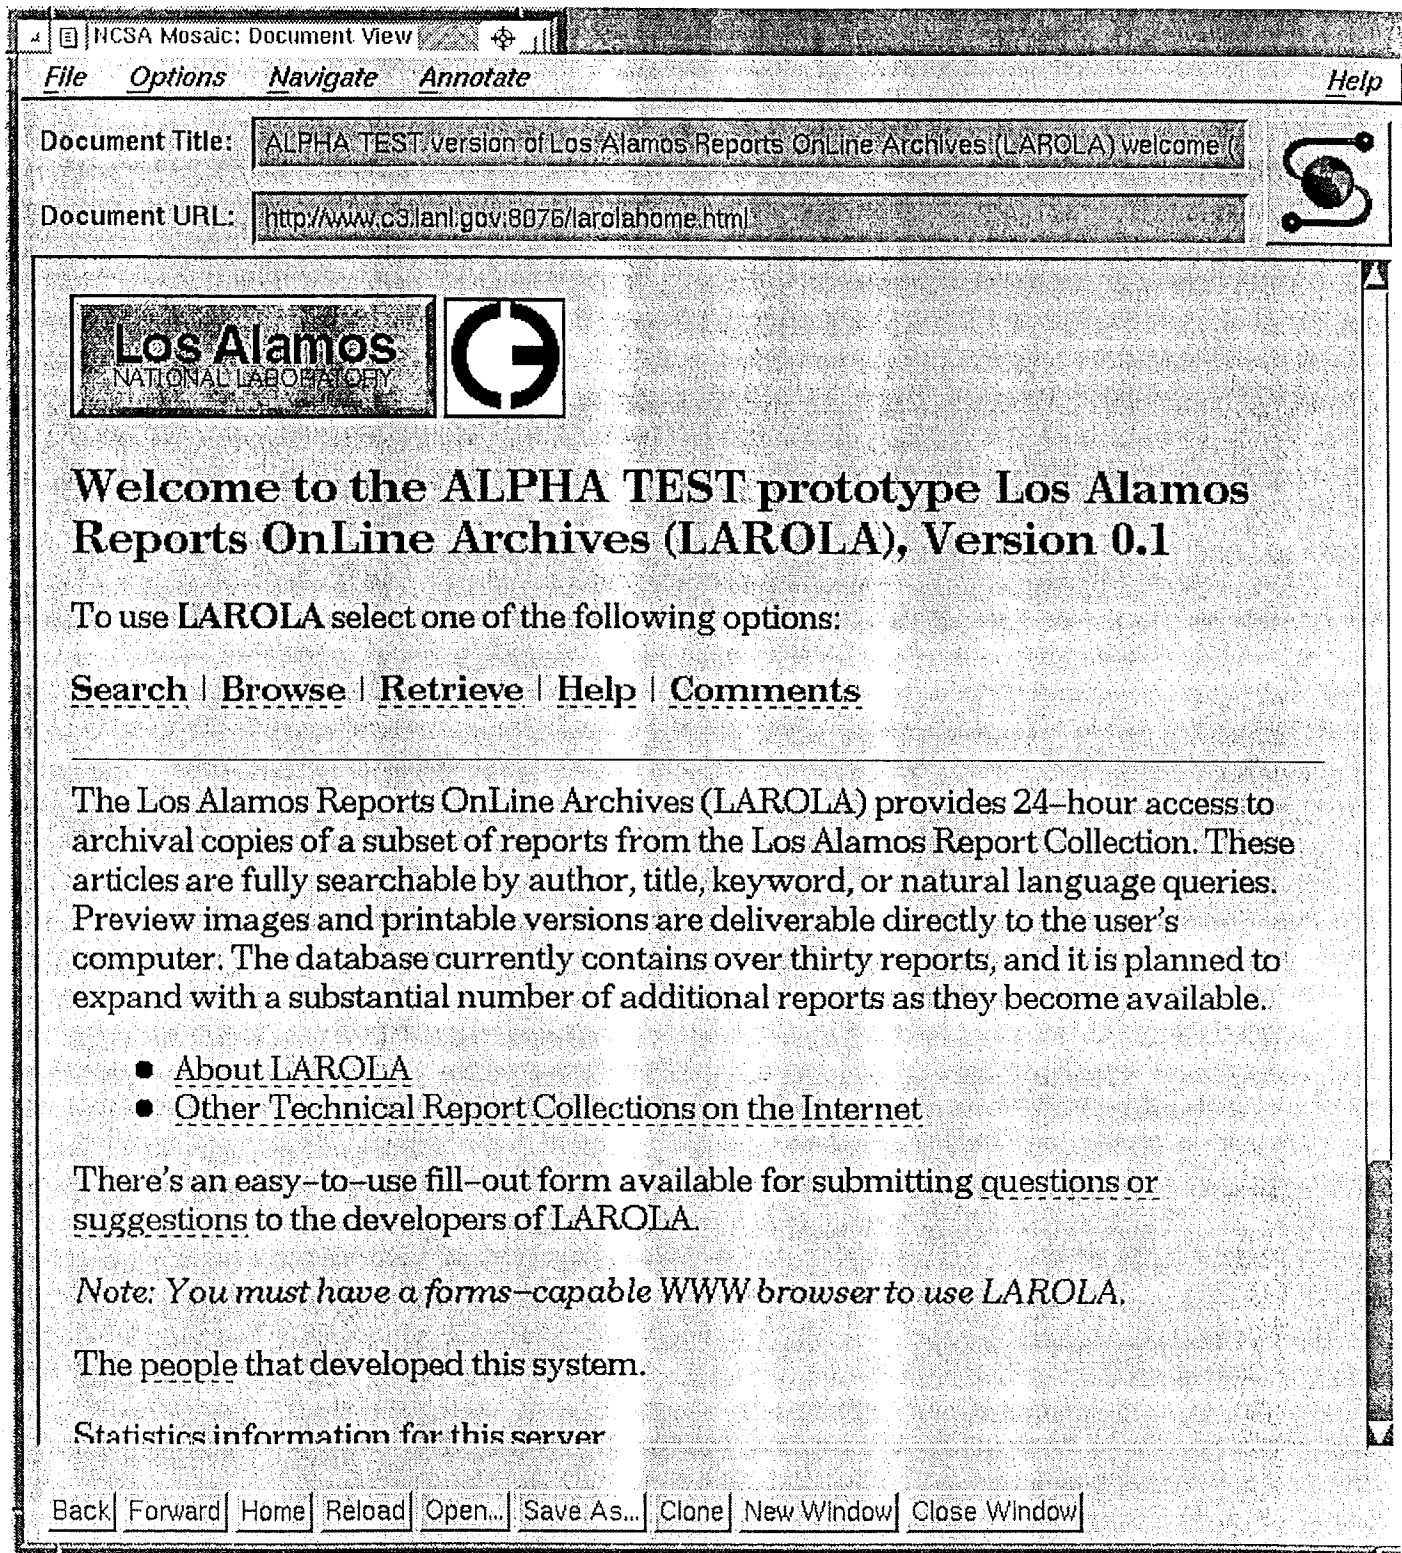 NCSA Mosaic: Document View
File Options Navigate Annotate Help
Document Title: ALPHA TEST version of Los Alamos Reports OnLine Archives (LAROLA) welcome (
Document URL: http://www.c3.lanl.gov:8076/larolahome.html
Los Alamos
NATIONAL LABORATORY
Welcome to the ALPHA TEST prototype Los Alamos
Reports OnLine Archives (LAROLA), Version 0.1
To use LAROLA select one of the following options:
Search | Browse | Retrieve | Help | Comments
The Los Alamos Reports OnLine Archives (LAROLA) provides 24–hour access to
archival copies of a subset of reports from the Los Alamos Report Collection. These
articles are fully searchable by author, title, keyword, or natural language queries.
Preview images and printable versions are deliverable directly to the user's
computer. The database currently contains over thirty reports, and it is planned to
expand with a substantial number of additional reports as they become available.
● About LAROLA
● Other Technical Report Collections on the Internet
There's an easy–to–use fill–out form available for submitting questions or
suggestions to the developers of LAROLA.
Note: You must have a forms–capable WWW browser to use LAROLA.
The people that developed this system.
Statistics information for this server
Back Forward Home Reload Open... Save As... Clone New Window Close Window